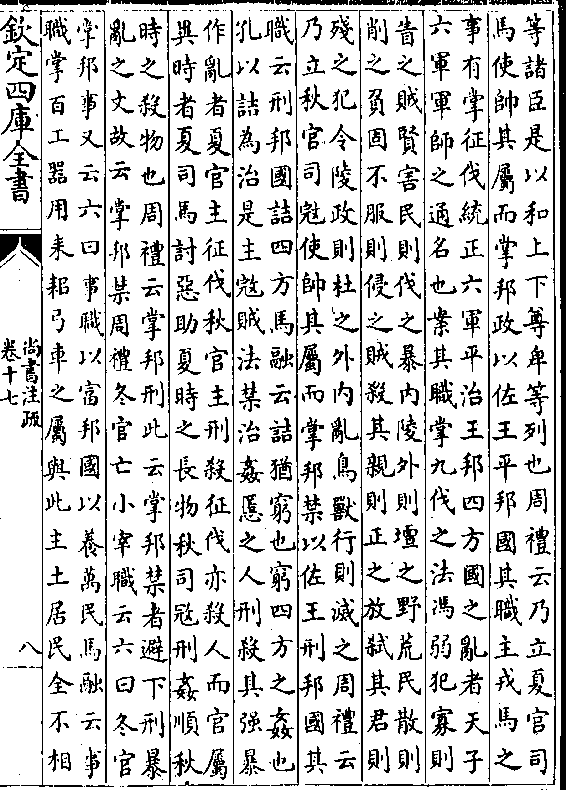 等諸臣是以和上下尊卑等列也周禮云乃立夏官司
馬使帥其屬而掌邦政以佐王平邦國其職主戎馬之
事有掌征伐統正六軍平治王邦四方國之亂者天子
六軍軍師之通名也案其職掌九伐之法馮弱犯寡則
眚之賊賢害民則伐之暴內陵外則壇之野荒民散則
削之負固不服則侵之賊殺其親則正之放弒其君則
殘之犯令陵政則杜之外內亂鳥獸行則滅之周禮云
乃立秋官司寇使帥其屬而掌邦禁以佐王刑邦國其
職云刑邦國詰四方馬融云詰猶窮也窮四方之姦也
孔以詰為治是主寇賊法禁治姦慝之人刑殺其强暴
作亂者夏官主征伐秋官主刑殺征伐亦殺人而官屬
異時者夏司馬討惡助夏時之長物秋司寇刑姦順秋
時之殺物也周禮云掌邦刑此云掌邦禁者避下刑暴
亂之文故云掌邦禁周禮冬官亡小宰職云六曰冬官
掌邦事又云六曰事職以富邦國以養萬民馬融云事
職掌百工器用耒耜弓車之屬與此主土居民全不相
欽定四庫全書
尚書注疏
卷十七
八